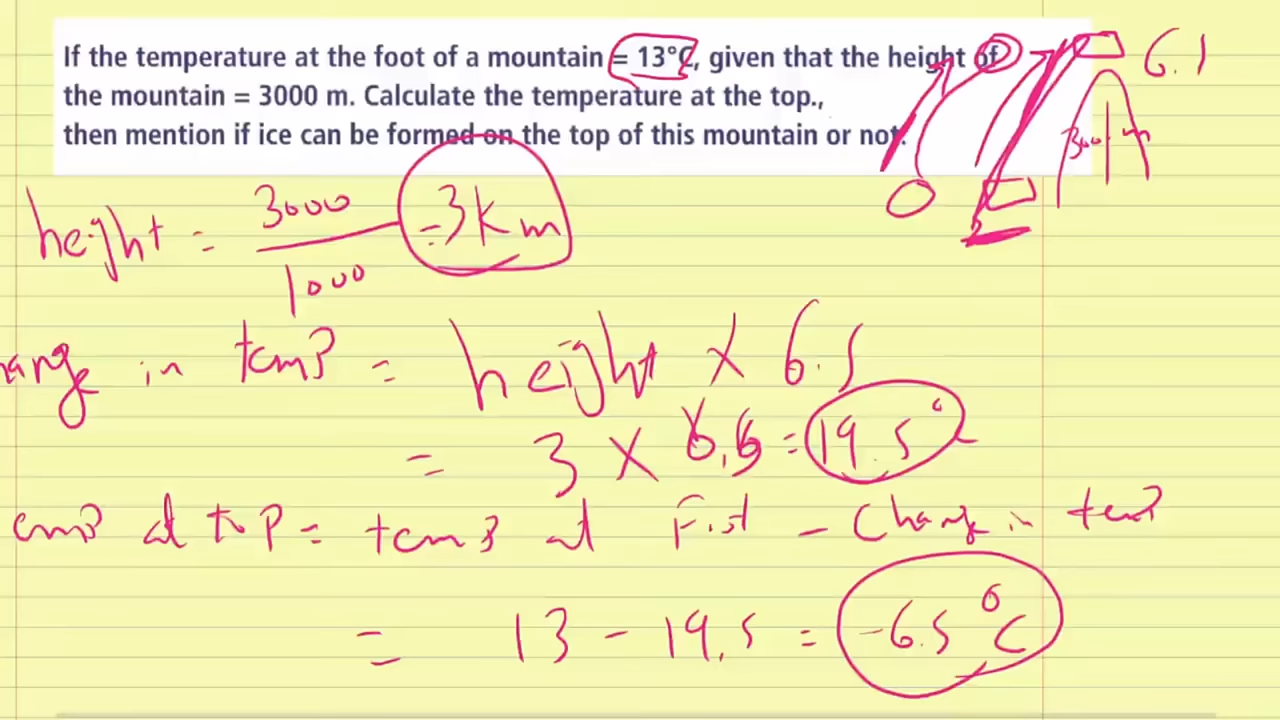 If the temperature at the foot of a mountain = 13°C, given that the height of
the mountain = 3000 m. Calculate the temperature at the top.,
then mention if ice can be formed on the top of this mountain or not.
6.1
3000 m
height = 3000 / 1000 = 3km
hange in temp = height × 6.5
= 3 × 6.5 = 19.5°c
emp at top = temp at - change in temp
= 13 - 19.5 = -6.5°C